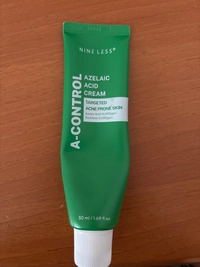 NINE LESS
A-CONTROL
AZELAIC
ACID
CREAM
TARGETED
ACNE PRONE SKIN
50 ml / 1.69 fl.oz